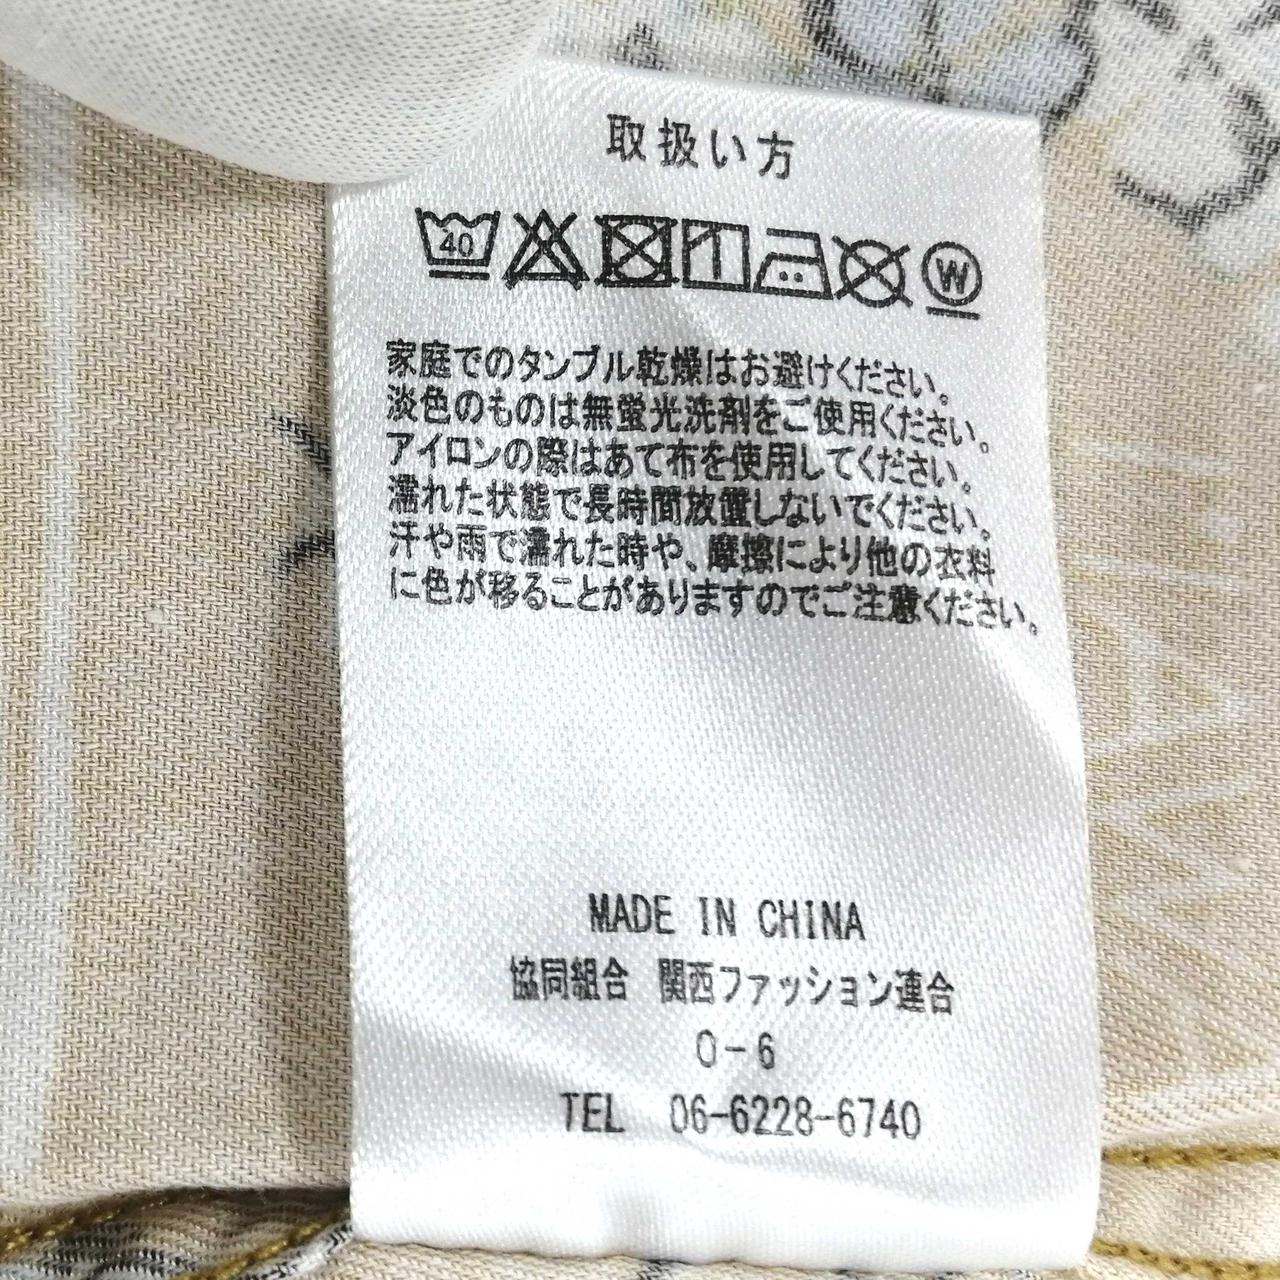 取扱い方
40 W
家庭でのタンブル乾燥はお避けください。
淡色のものは無蛍光洗剤をご使用ください。
アイロンの際はあて布を使用してください。
濡れた状態で長時間放置しないでください。
汗や雨で濡れた時や、摩擦により他の衣料
に色が移ることがありますのでご注意ください。
MADE IN CHINA
協同組合 関西ファッション連合
O-6
TEL 06-6228-6740